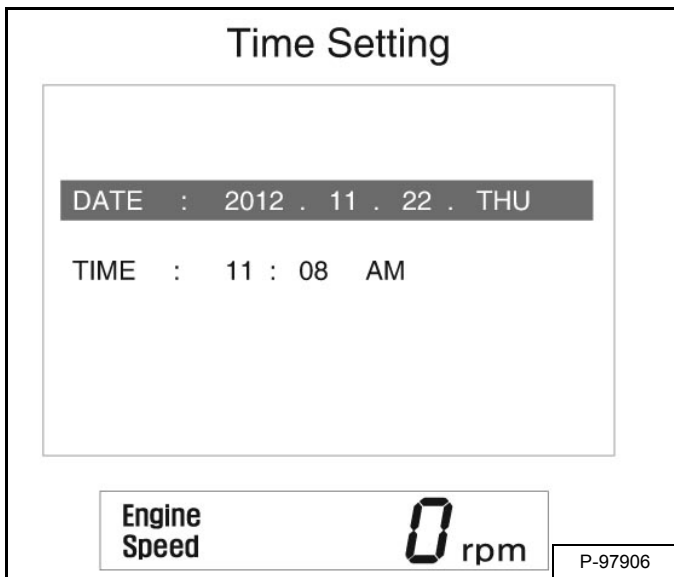 Time Setting
DATE : 2012 . 11 . 22 . THU
TIME : 11 : 08 AM
Engine
Speed
0 rpm
P-97906